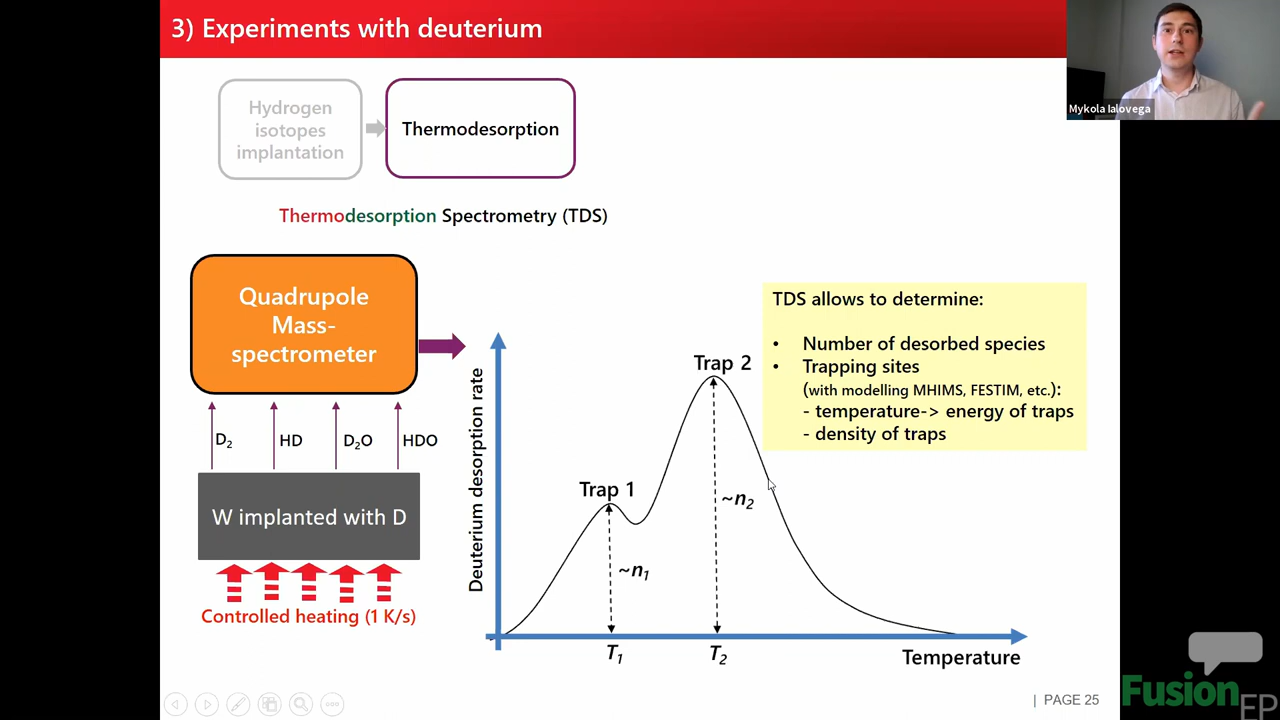 3) Experiments with deuterium
Mykola Ialovega
Hydrogen
isotopes
implantation
Thermodesorption
Thermodesorption Spectrometry (TDS)
Quadrupole
Mass-
spectrometer
D₂
HD
D₂O
HDO
W implanted with D
Controlled heating (1 K/s)
Deuterium desorption rate
Trap 1
Trap 2
~n₁
~n₂
T₁
T₂
Temperature
TDS allows to determine:
• Number of desorbed species
• Trapping sites
(with modelling MHIMS, FESTIM, etc.):
- temperature-> energy of traps
- density of traps
| PAGE 25
Fusion
EP